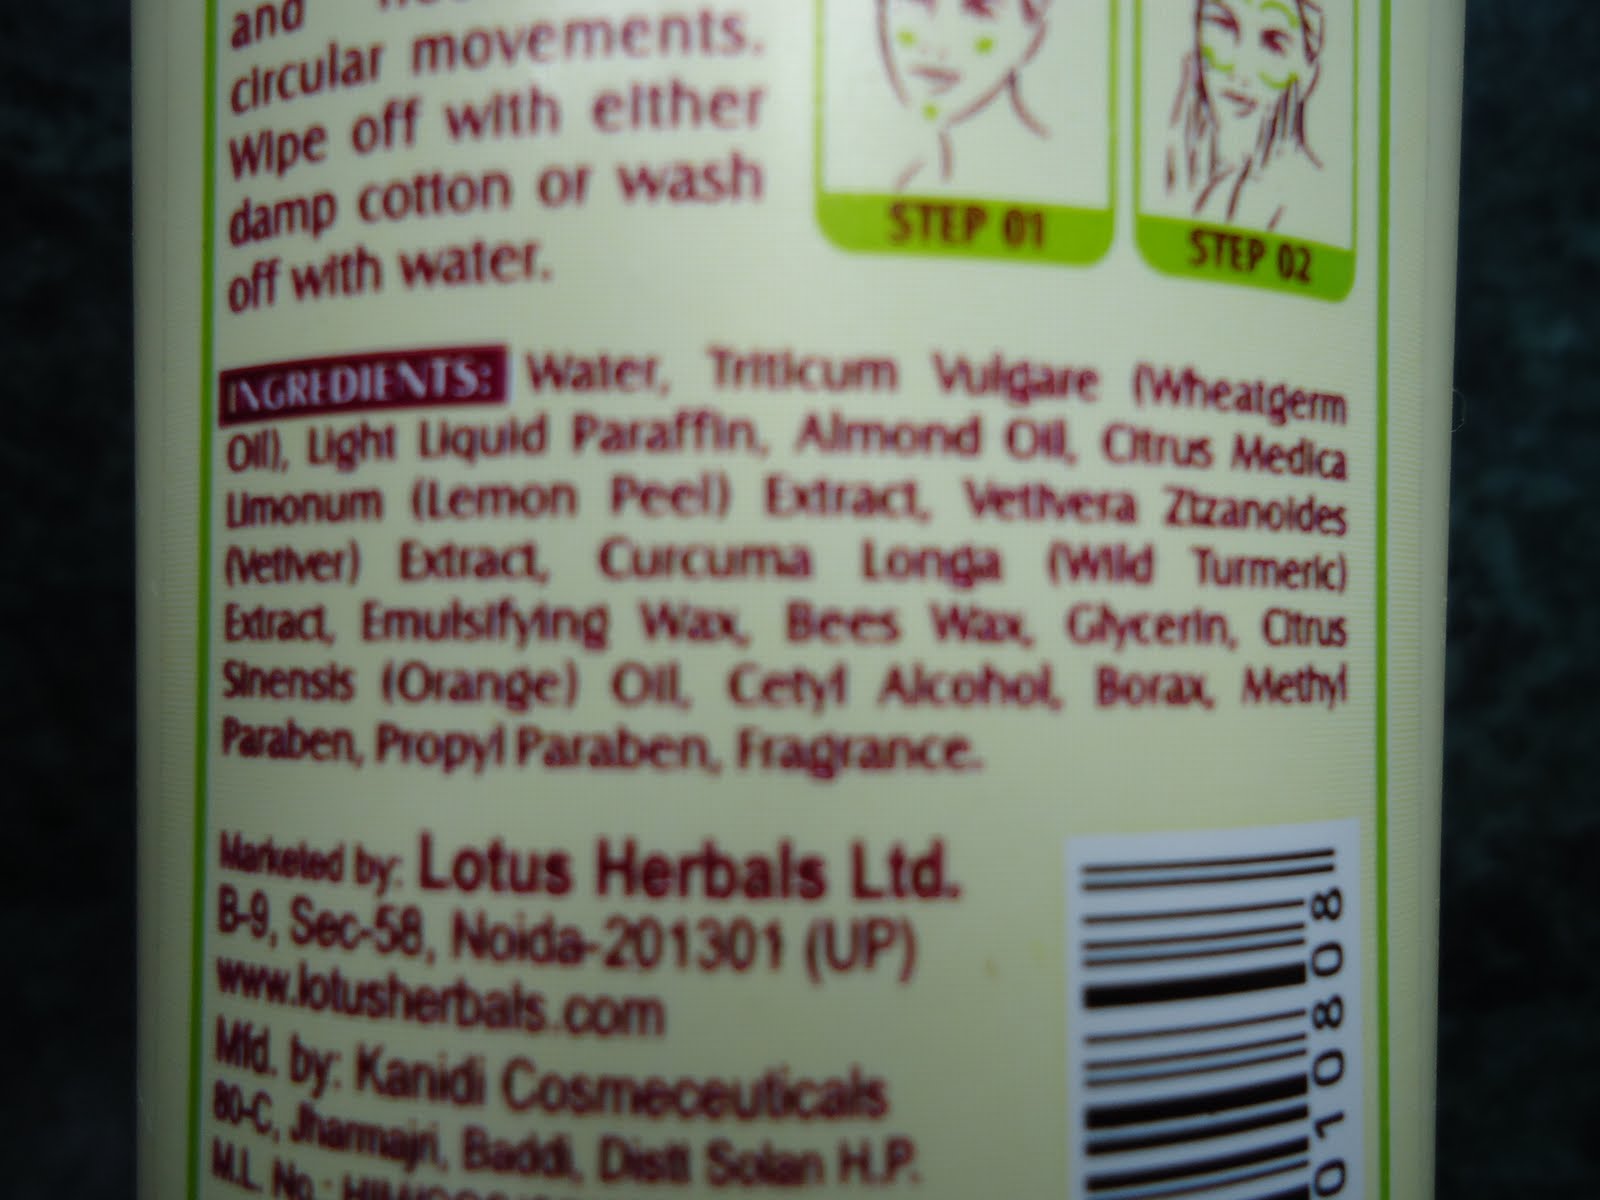 and
circular movements.
Wipe off with either
damp cotton or wash
off with water.
STEP 01
STEP 02
INGREDIENTS: Water, Triticum Vulgare (Wheatgerm
Oil), Light Liquid Paraffin, Almond Oil, Citrus Medica
Limonum (Lemon Peel) Extract, Vetivera Zizzanoides
(Vetiver) Extract, Curcuma Longa (Wild Turmeric)
Extract, Emulsifying Wax, Bees Wax, Glycerin, Citrus
Sinensis (Orange) Oil, Cetyl Alcohol, Borax, Methyl
Paraben, Propyl Paraben, Fragrance.
Marketed by: Lotus Herbals Ltd.
B-9, Sec-58, Noida-201301 (UP)
www.lotusherbals.com
Mfd. by: Kanidi Cosmeceuticals
80-C, Jharmajri, Baddi, Distt Solan H.P.
M.L. No.:
010808